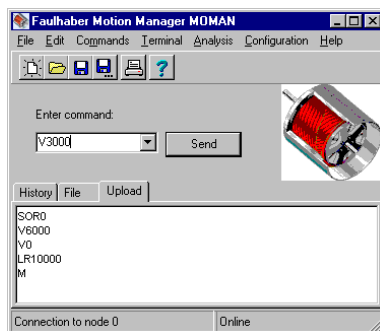 Faulhaber Motion Manager MOMAN
File Edit Commands Terminal Analysis Configuration Help
Enter command:
V3000
Send
History File Upload
SOR0
V6000
V0
LR10000
M
Connection to node 0 Online